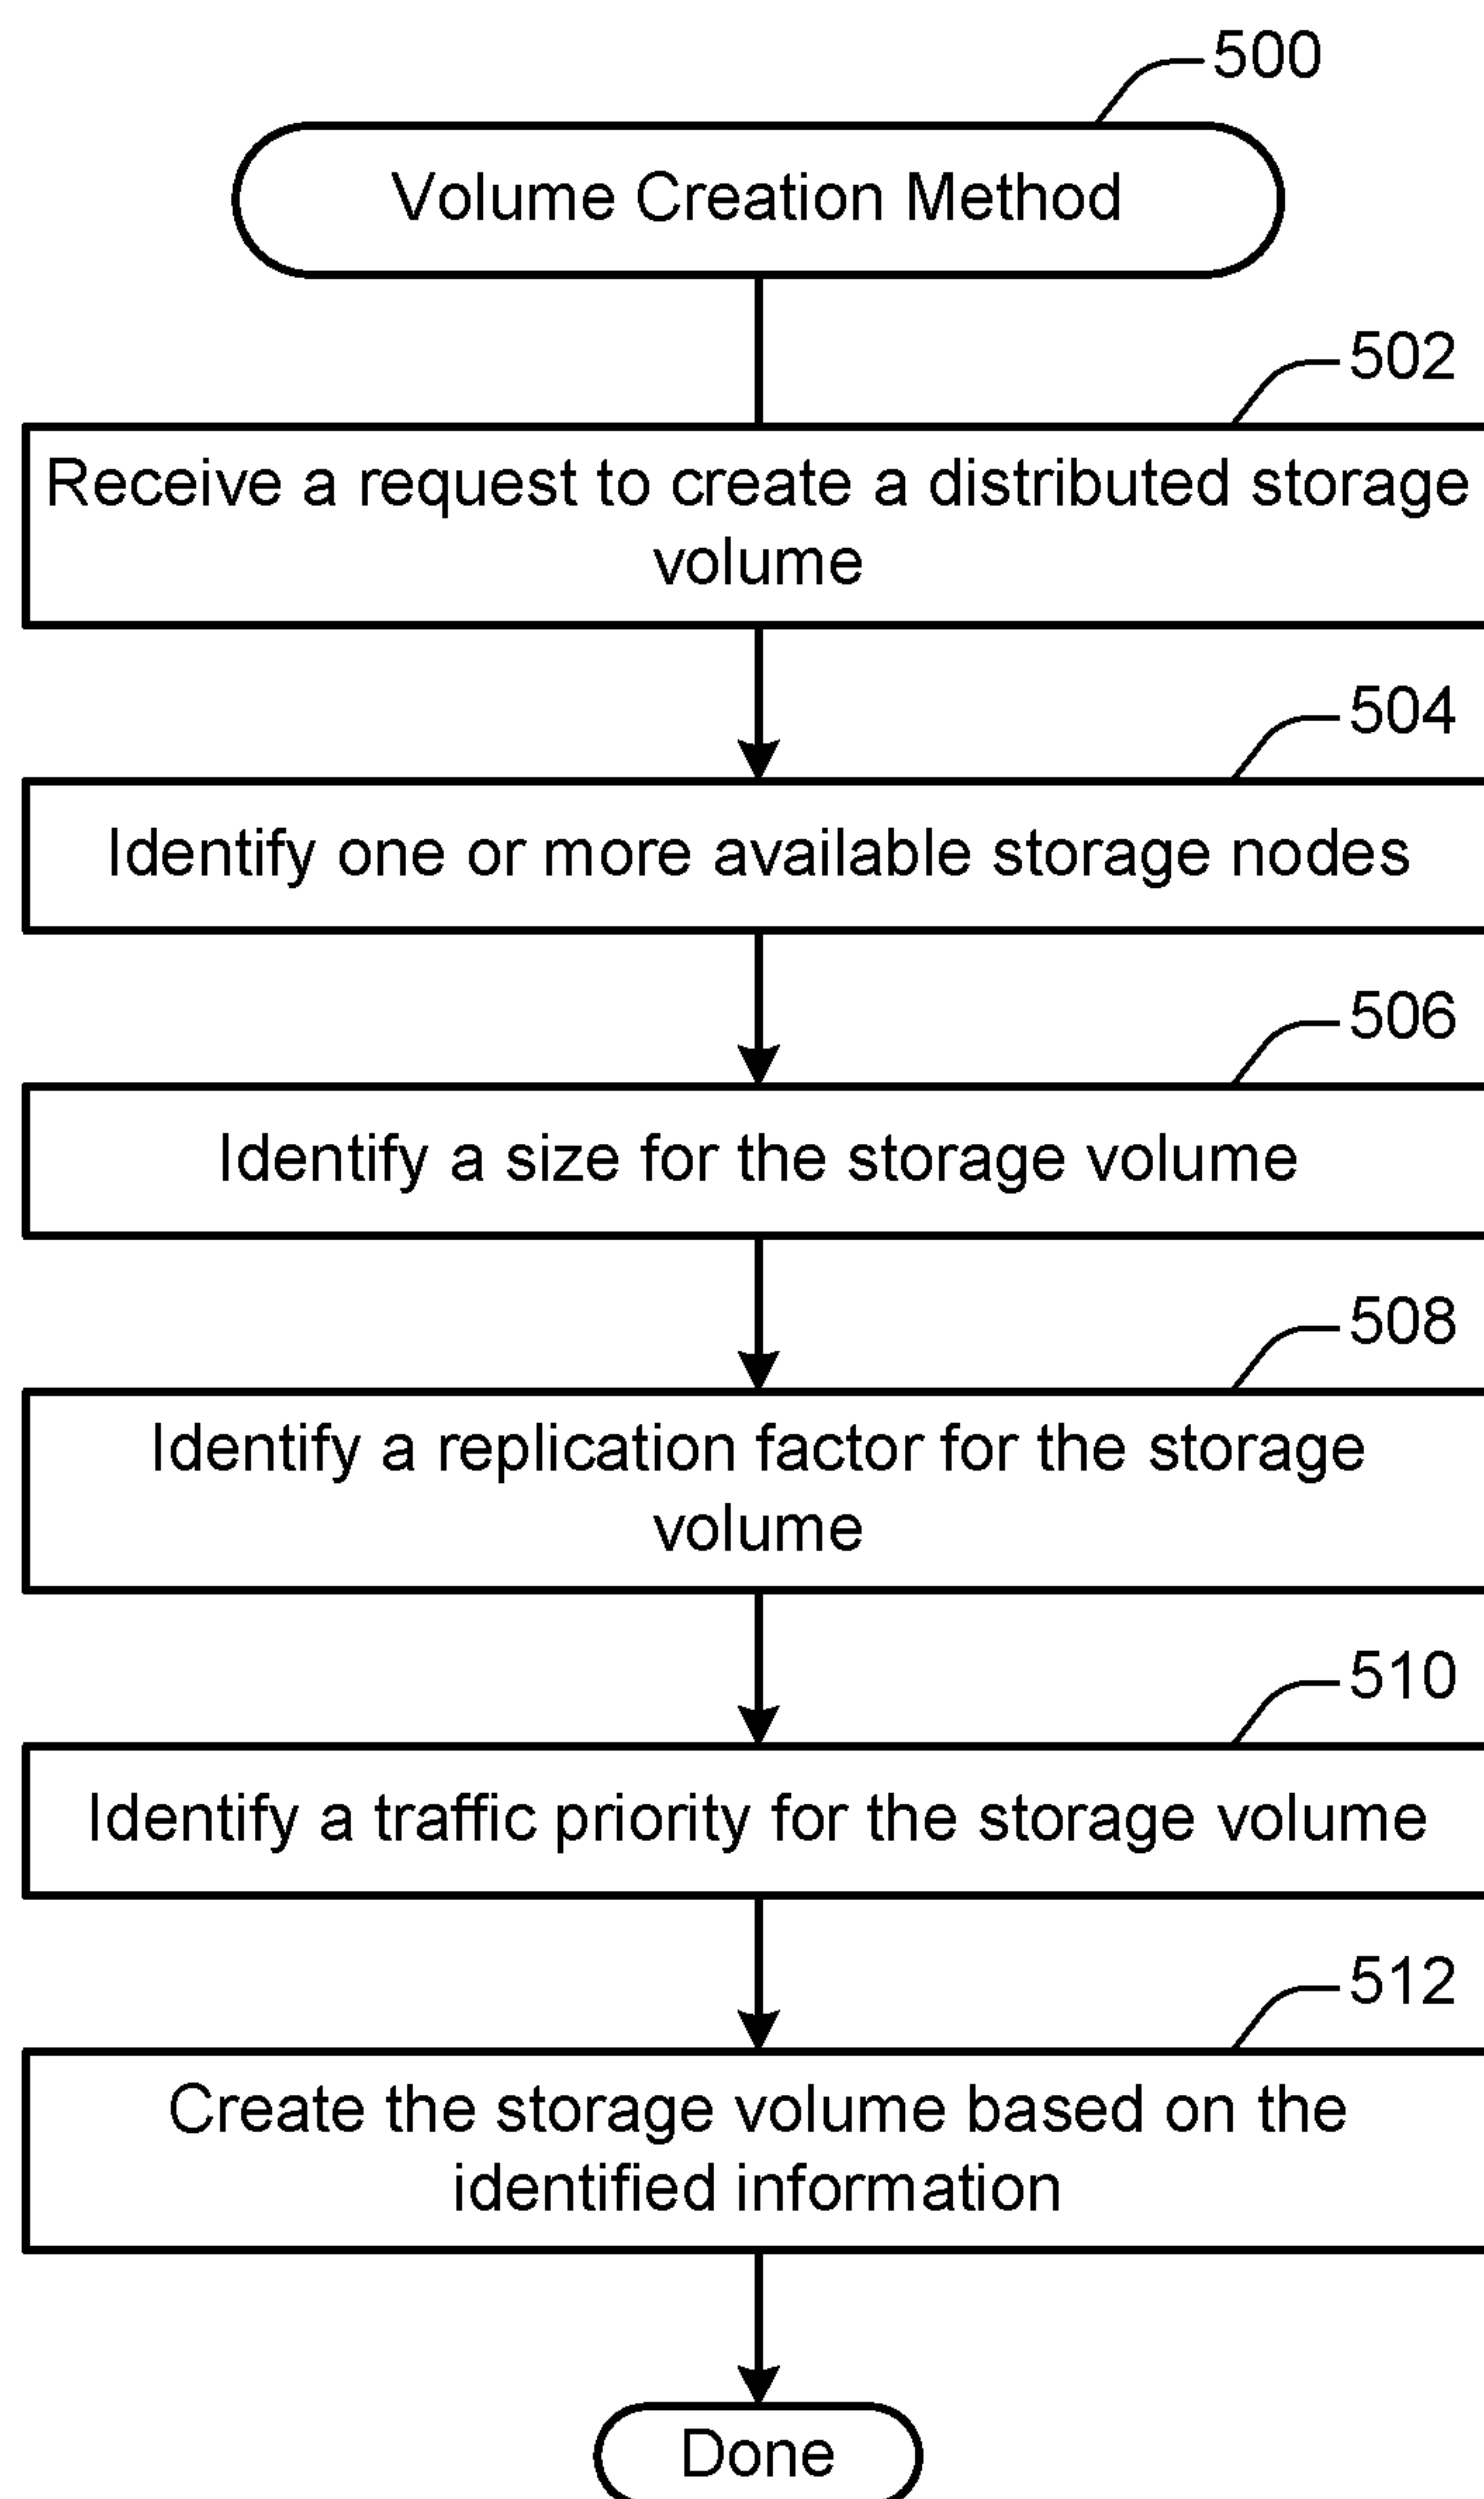 500
Volume Creation Method
502
Receive a request to create a distributed storage
volume
504
Identify one or more available storage nodes
506
Identify a size for the storage volume
508
Identify a replication factor for the storage
volume
510
Identify a traffic priority for the storage volume
512
Create the storage volume based on the
identified information
Done